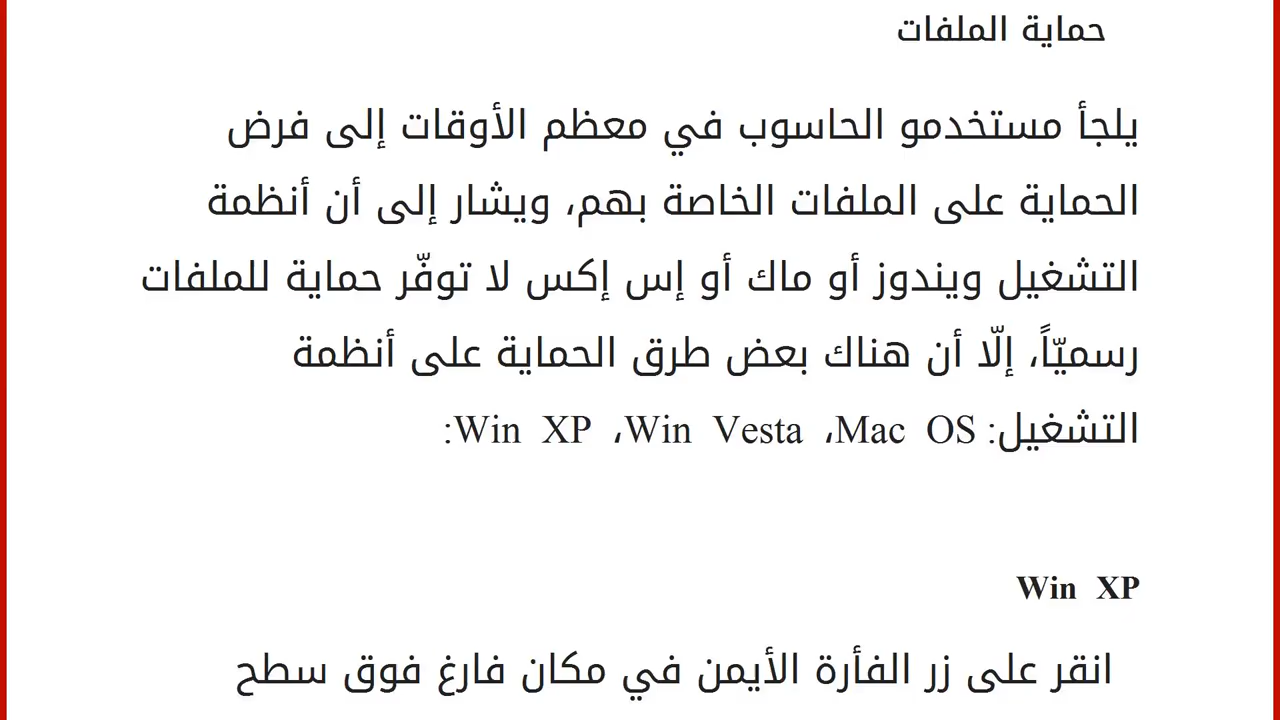 حماية الملفات
يلجأ مستخدمو الحاسوب في معظم الأوقات إلى فرض
الحماية على الملفات الخاصة بهم، ويشار إلى أن أنظمة
التشغيل ويندوز أو ماك أو إس إكس لا توفّر حماية للملفات
رسميّاً، إلّا أن هناك بعض طرق الحماية على أنظمة
التشغيل: Mac OS، Win Vesta، Win XP:
Win XP
انقر على زر الفأرة الأيمن في مكان فارغ فوق سطح